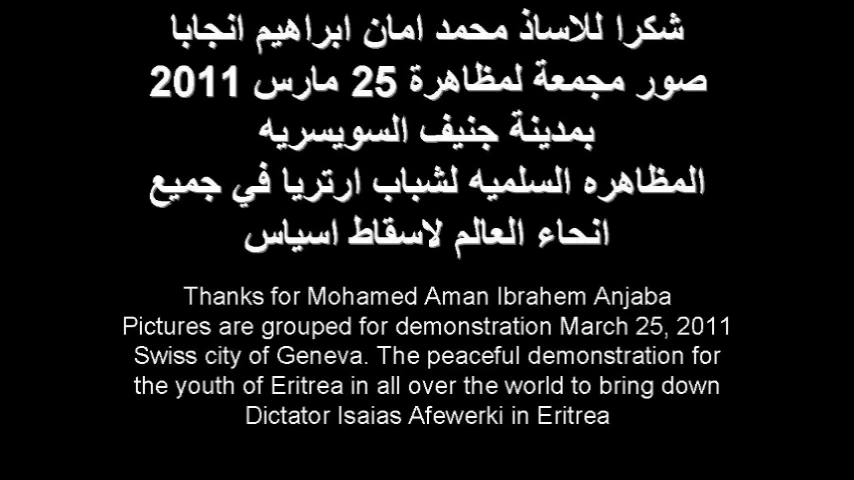 شكرا للاساذ محمد امان ابراهيم انجابا
صور مجمعة لمظاهرة 25 مارس 2011
بمدينة جنيف السويسريه
المظاهره السلميه لشباب ارتريا في جميع
انحاء العالم لاسقاط اسياس
Thanks for Mohamed Aman Ibrahem Anjaba
Pictures are grouped for demonstration March 25, 2011
Swiss city of Geneva. The peaceful demonstration for
the youth of Eritrea in all over the world to bring down
Dictator Isaias Afewerki in Eritrea